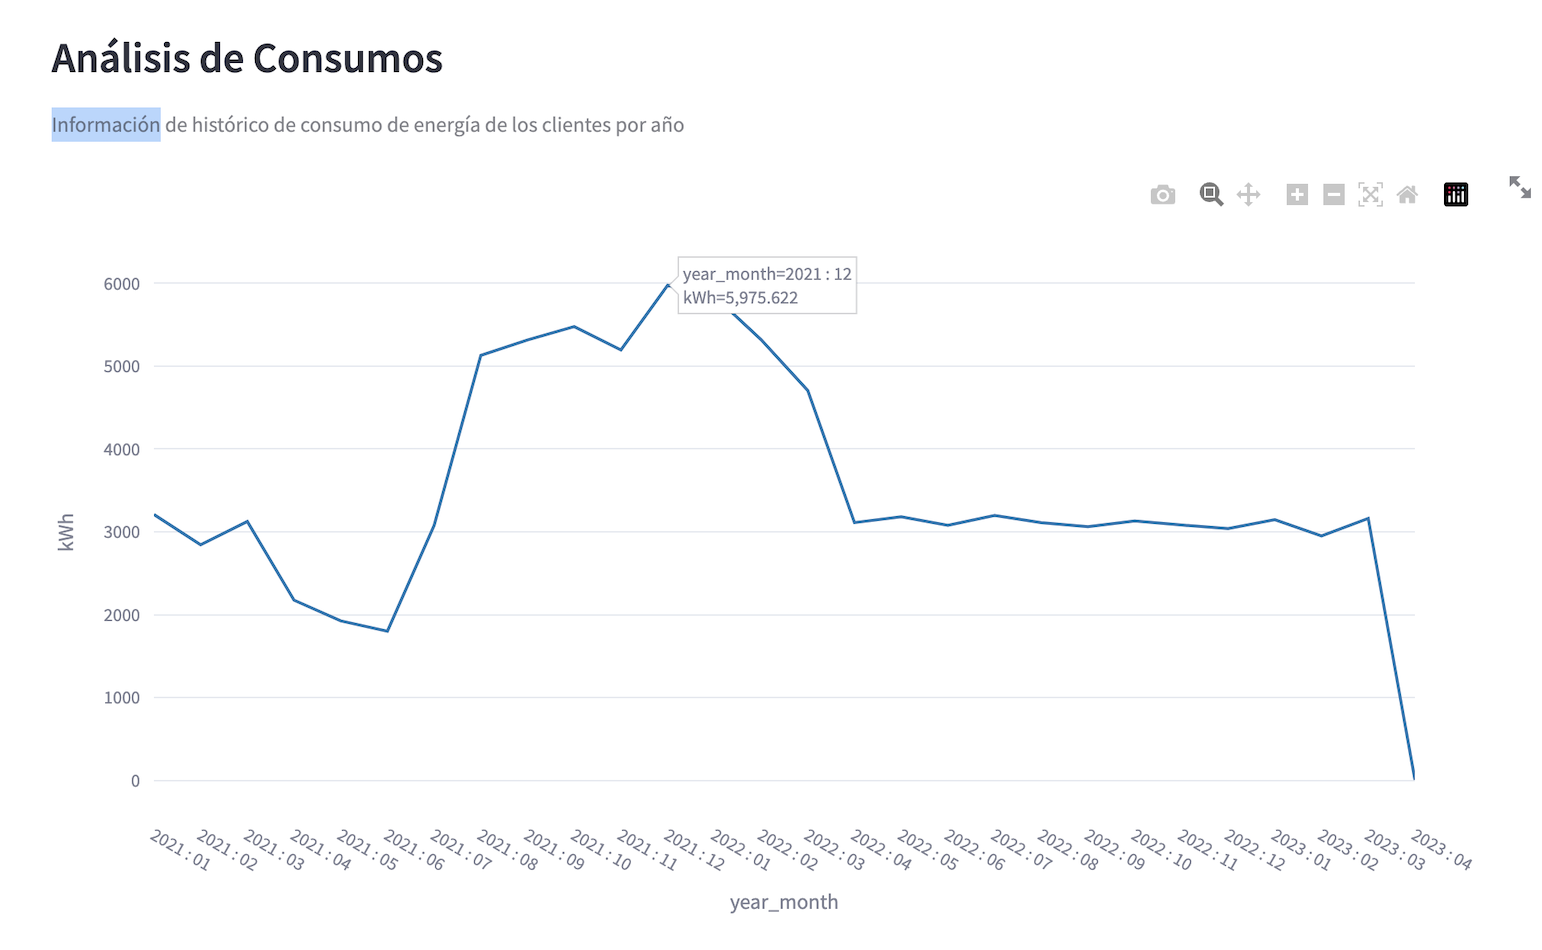 Análisis de Consumos
Información de histórico de consumo de energía de los clientes por año
year_month=2021 : 12
kWh=5,975.622
6000
5000
4000
3000
2000
1000
0
kWh
2021 : 01
2021 : 02
2021 : 03
2021 : 04
2021 : 05
2021 : 06
2021 : 07
2021 : 08
2021 : 09
2021 : 10
2021 : 11
2021 : 12
2022 : 01
2022 : 02
2022 : 03
2022 : 04
2022 : 05
2022 : 06
2022 : 07
2022 : 08
2022 : 09
2022 : 10
2022 : 11
2022 : 12
2023 : 01
2023 : 02
2023 : 03
2023 : 04
year_month